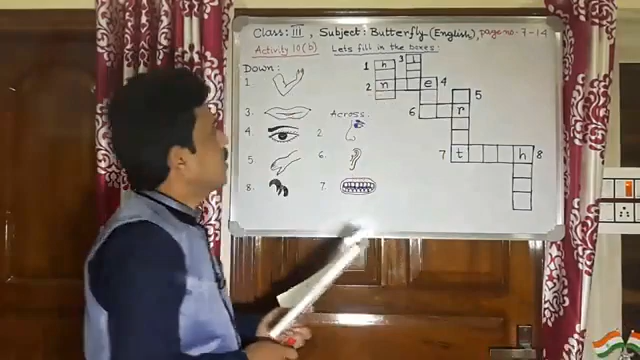 Class: III, Subject: Butterfly (English), page no. 7-14
Activity 10(b) Lets fill in the boxes:
Down:
1.
3.
4.
5.
8.
Across:
2.
6.
7.
1 h 3 l
2 n e 4
5
6 r
7 t h 8